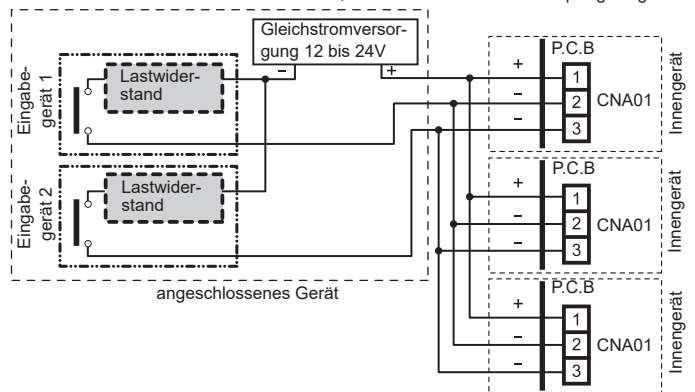 Gleichstromversor-
gung 12 bis 24V
− +
Eingabe-
gerät 1
Lastwider-
stand
Eingabe-
gerät 2
Lastwider-
stand
angeschlossenes Gerät
P.C.B
+ 1
− 2 CNA01
− 3
Innengerät
P.C.B
+ 1
− 2 CNA01
− 3
Innengerät
P.C.B
+ 1
− 2 CNA01
− 3
Innengerät